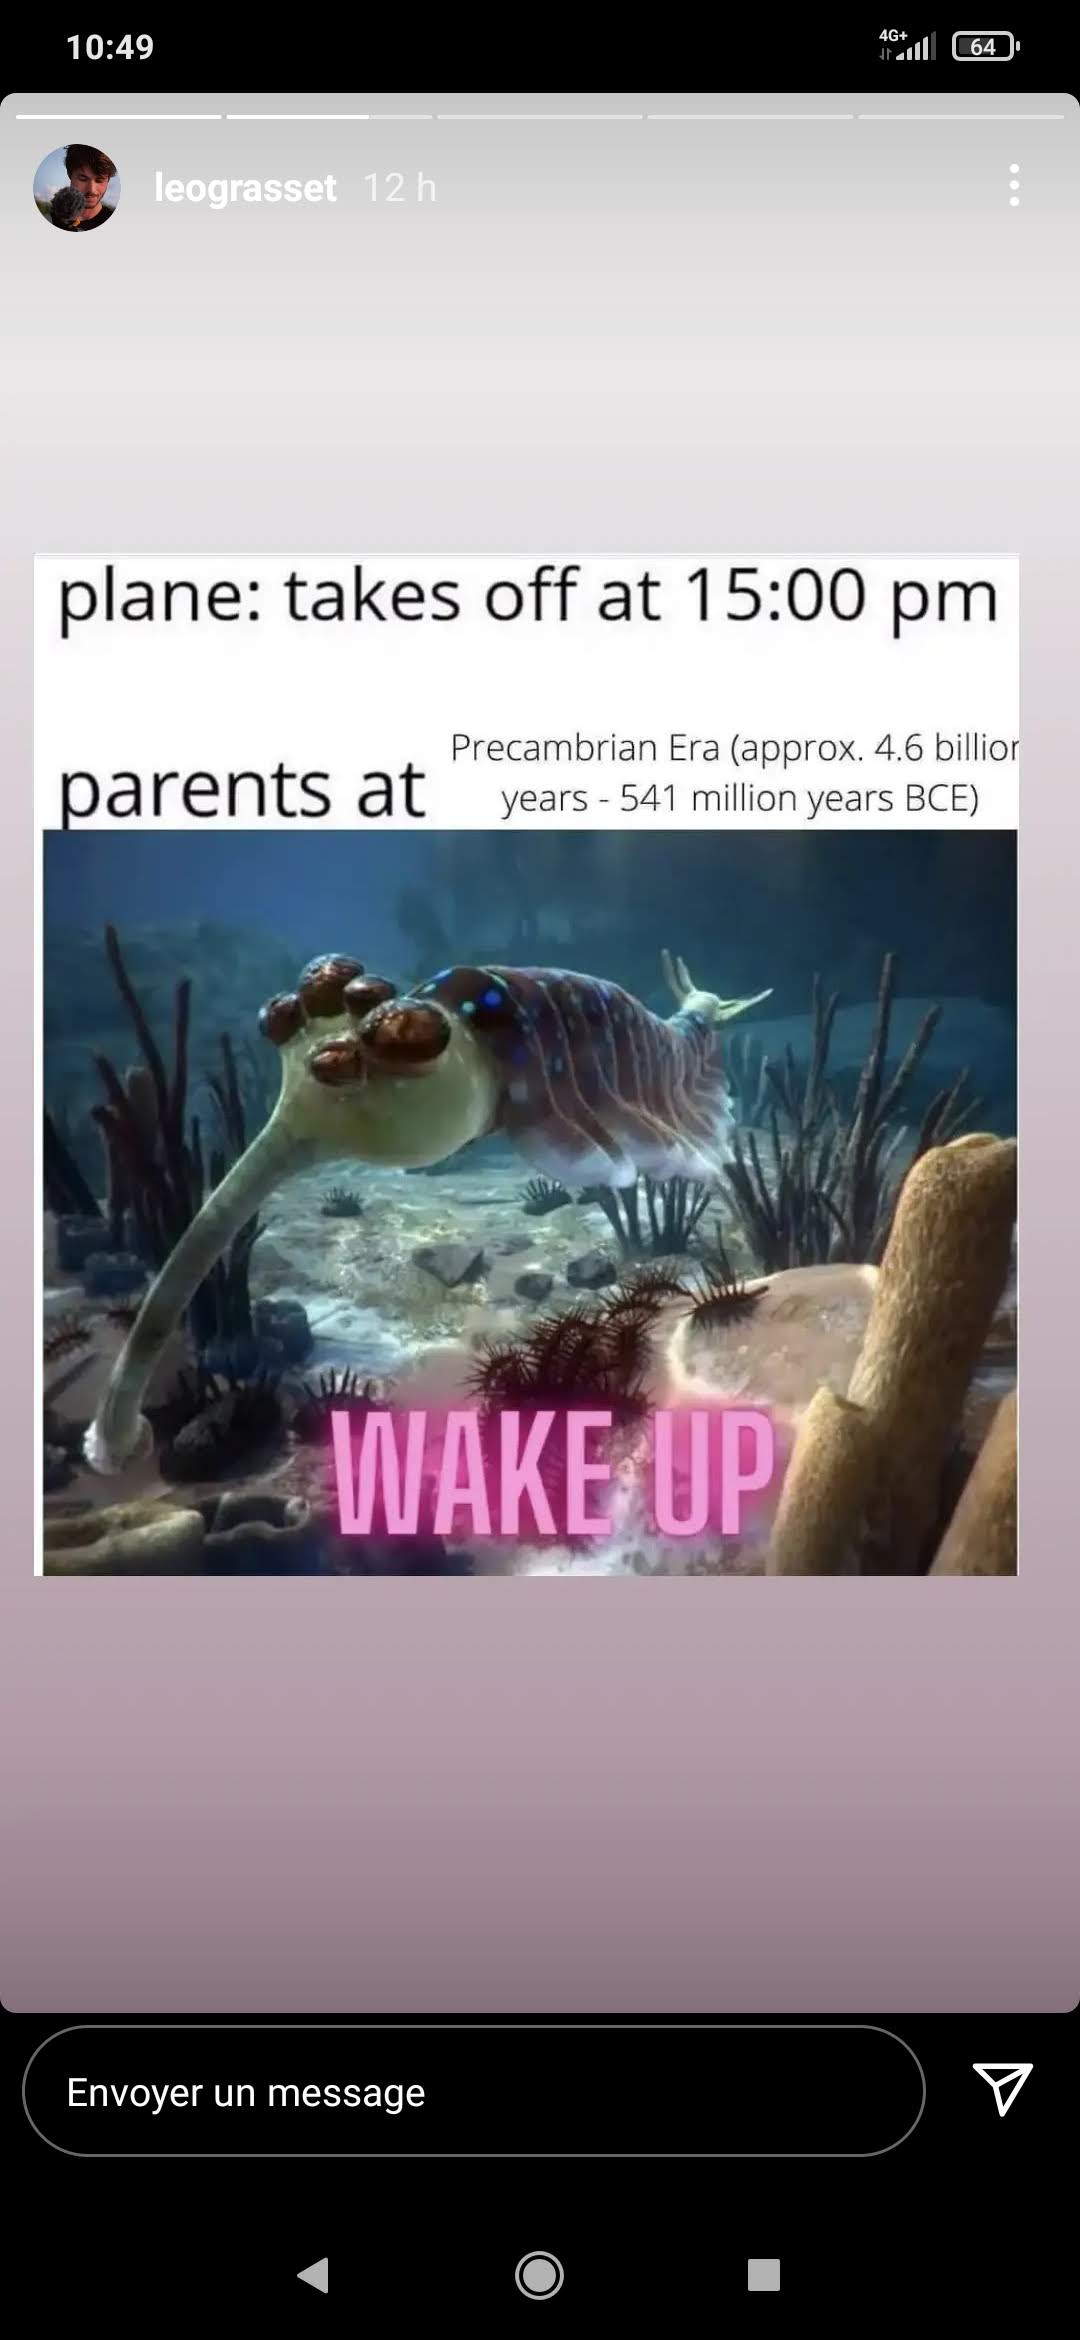 10:49
4G+
64
leograsset 12 h
plane: takes off at 15:00 pm
Precambrian Era (approx. 4.6 billion
parents at years - 541 million years BCE)
WAKE UP
Envoyer un message